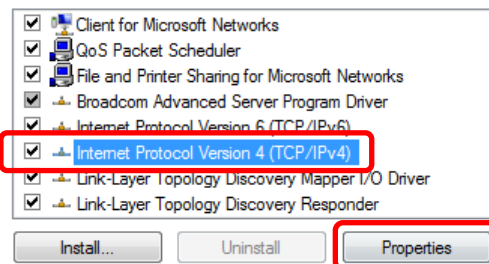 Client for Microsoft Networks
QoS Packet Scheduler
File and Printer Sharing for Microsoft Networks
Broadcom Advanced Server Program Driver
Internet Protocol Version 6 (TCP/IPv6)
Internet Protocol Version 4 (TCP/IPv4)
Link-Layer Topology Discovery Mapper I/O Driver
Link-Layer Topology Discovery Responder
Install... Uninstall Properties